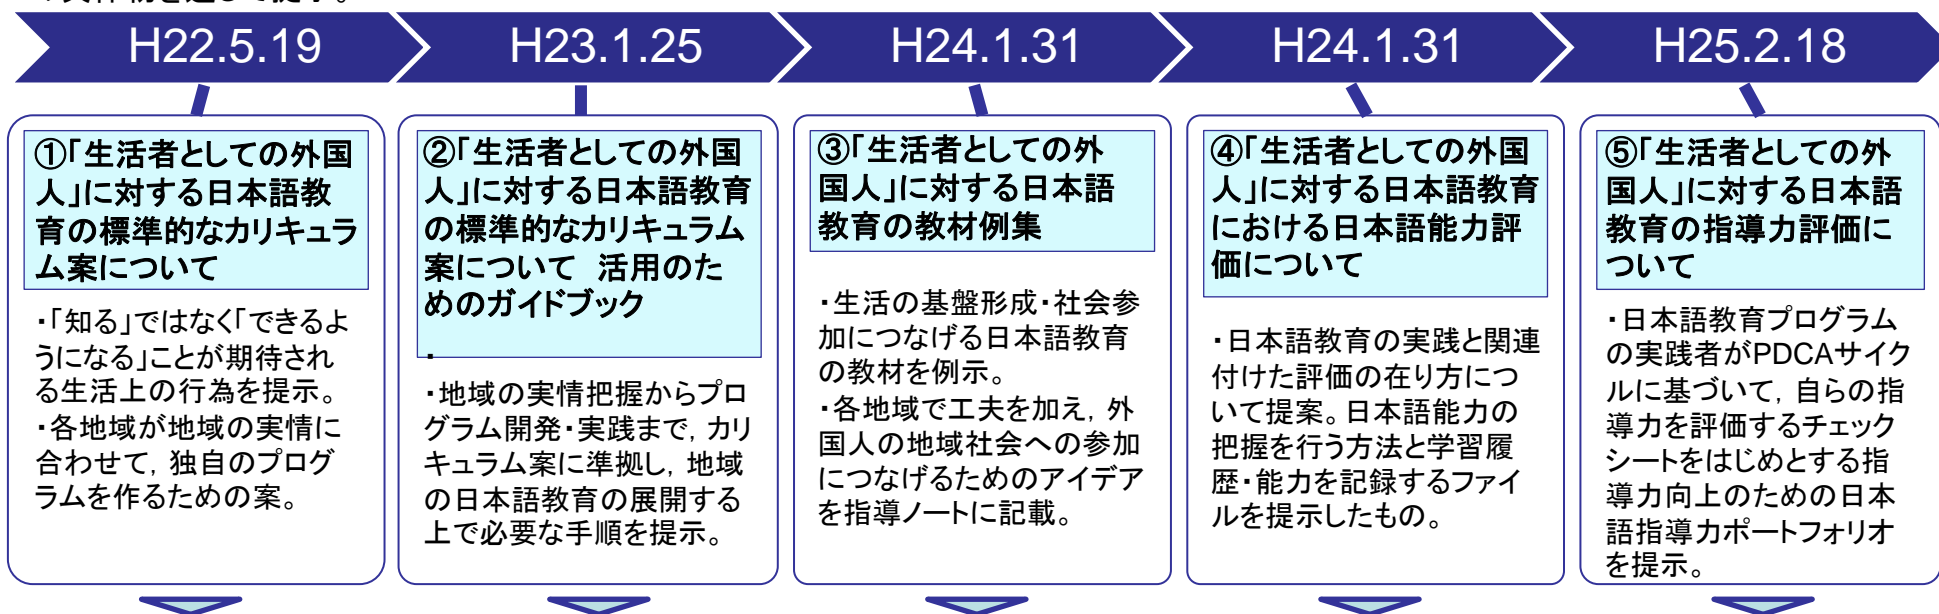 H22.5.19
H23.1.25
H24.1.31
H24.1.31
H25.2.18
①「生活者としての外国
人」に対する日本語教
育の標準的なカリキュラ
ム案について
・「知る」ではなく「できるよ
うになる」ことが期待され
る生活上の行為を提示。
・各地域が地域の実情に
合わせて，独自のプログ
ラムを作るための案。
②「生活者としての外国
人」に対する日本語教育
の標準的なカリキュラム
案について　活用のた
めのガイドブック
・
・地域の実情把握からプロ
グラム開発・実践まで，カリ
キュラム案に準拠し，地域
の日本語教育の展開する
上で必要な手順を提示。
③「生活者としての外
国人」に対する日本語
教育の教材例集
・生活の基盤形成・社会参
加につなげる日本語教育
の教材を例示。
・各地域で工夫を加え，外
国人の地域社会への参加
につなげるためのアイデア
を指導ノートに記載。
④「生活者としての外国
人」に対する日本語教育
における日本語能力評
価について
・日本語教育の実践と関連
付けた評価の在り方につ
いて提案。日本語能力の
把握を行う方法と学習履
歴・能力を記録するファイ
ルを提示したもの。
⑤「生活者としての外
国人」に対する日本語
教育の指導力評価に
ついて
・日本語教育プログラム
の実践者がPDCAサイク
ルに基づいて，自らの指
導力を評価するチェック
シートをはじめとする指
導力向上のための日本
語指導力ポートフォリオ
を提示。